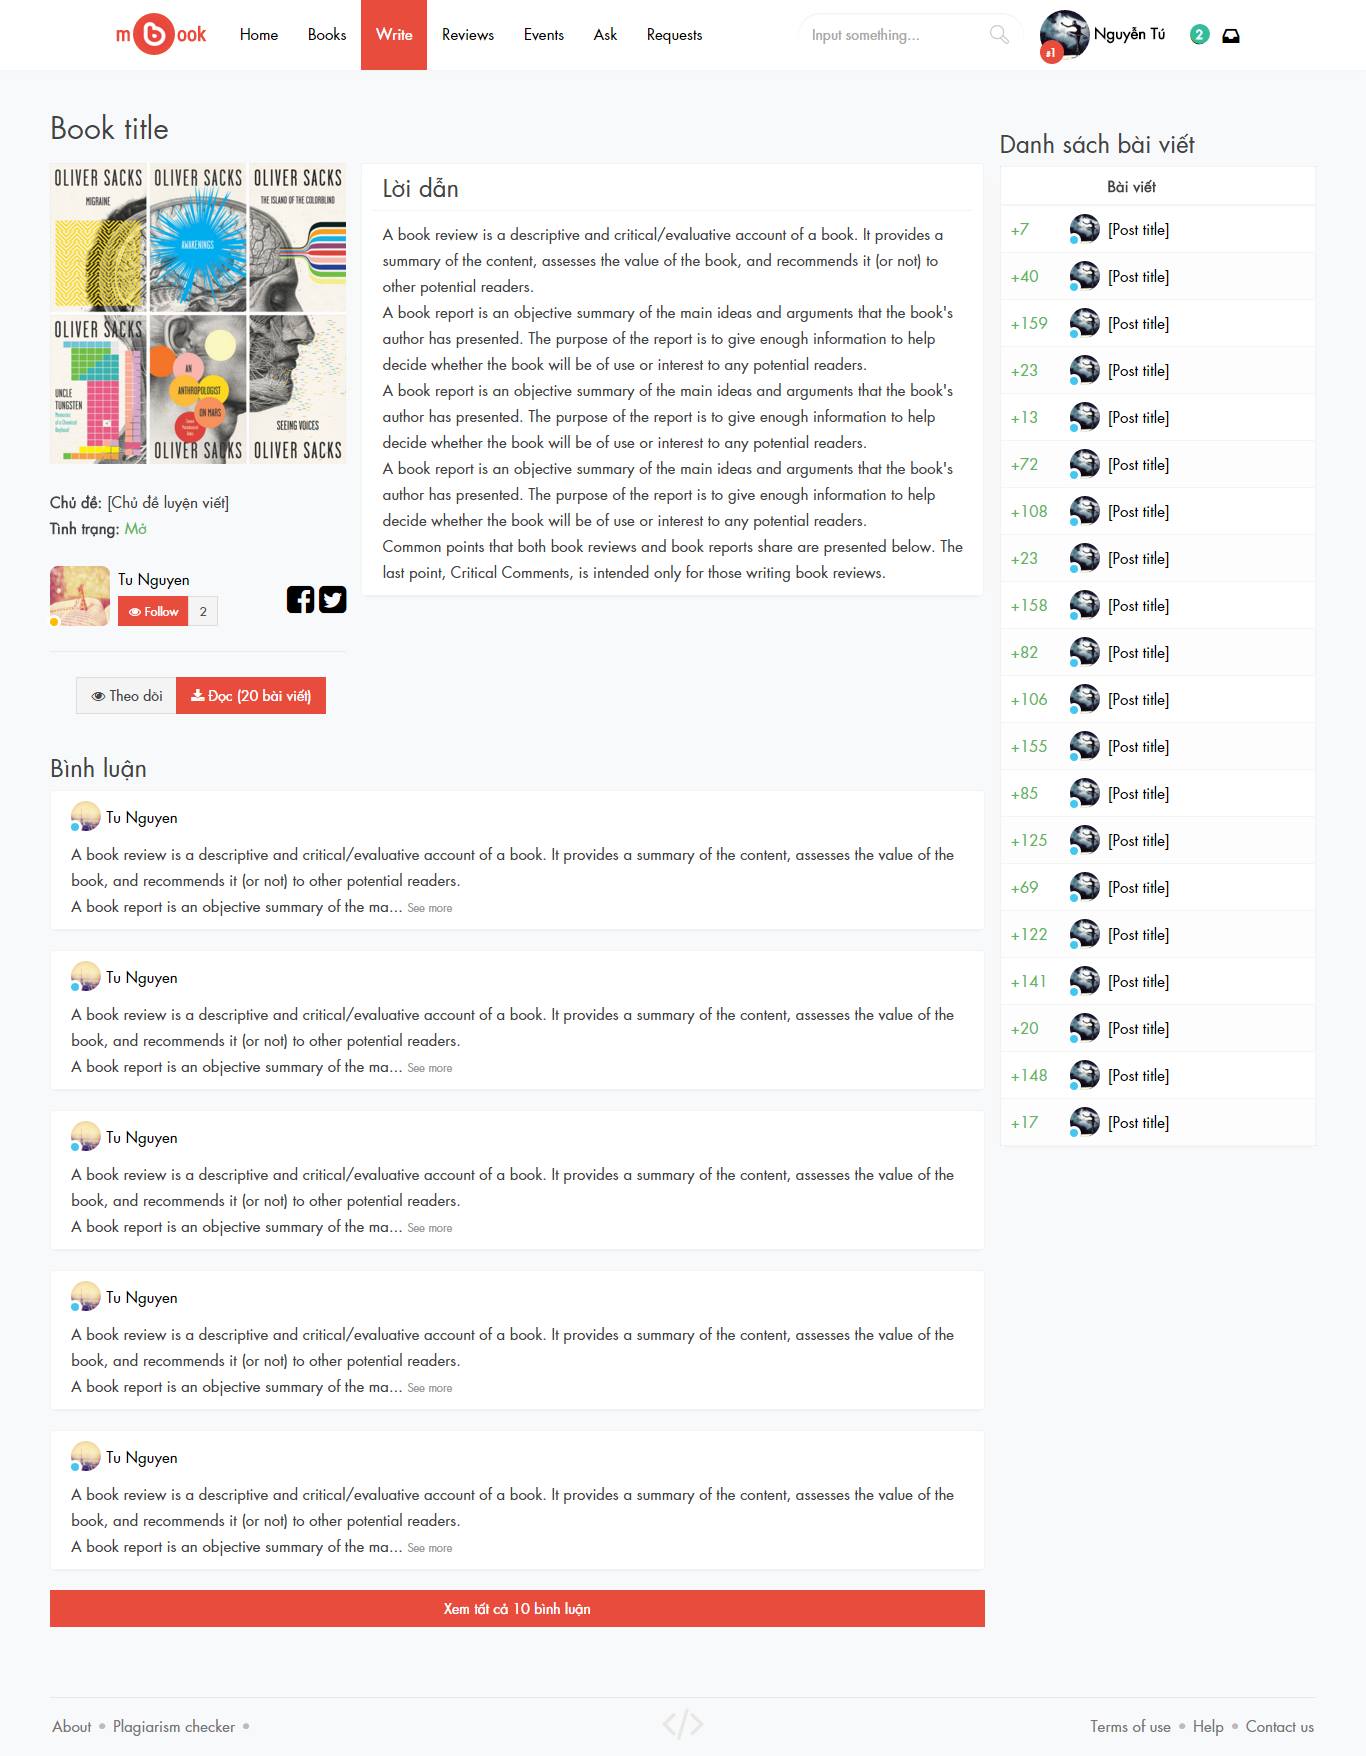 mbook
Home
Books
Write
Reviews
Events
Ask
Requests
Input something...
#1
Nguyễn Tú
2
Book title
OLIVER SACKS
MIGRAINE
OLIVER SACKS
AWAKENINGS
OLIVER SACKS
THE ISLAND OF THE COLORBLIND
OLIVER SACKS
UNCLE
TUNGSTEN
Memories
of a Chemical
Boyhood
AN
ANTHROPOLOGIST
ON MARS
OLIVER SACKS
SEEING VOICES
OLIVER SACKS
Chủ đề: [Chủ đề luyện viết]
Tình trạng: Mở
Tu Nguyen
Follow 2
Theo dõi
Đọc (20 bài viết)
Lời dẫn
A book review is a descriptive and critical/evaluative account of a book. It provides a
summary of the content, assesses the value of the book, and recommends it (or not) to
other potential readers.
A book report is an objective summary of the main ideas and arguments that the book's
author has presented. The purpose of the report is to give enough information to help
decide whether the book will be of use or interest to any potential readers.
A book report is an objective summary of the main ideas and arguments that the book's
author has presented. The purpose of the report is to give enough information to help
decide whether the book will be of use or interest to any potential readers.
A book report is an objective summary of the main ideas and arguments that the book's
author has presented. The purpose of the report is to give enough information to help
decide whether the book will be of use or interest to any potential readers.
Common points that both book reviews and book reports share are presented below. The
last point, Critical Comments, is intended only for those writing book reviews.
Bình luận
Tu Nguyen
A book review is a descriptive and critical/evaluative account of a book. It provides a summary of the content, assesses the value of the
book, and recommends it (or not) to other potential readers.
A book report is an objective summary of the ma... See more
Tu Nguyen
A book review is a descriptive and critical/evaluative account of a book. It provides a summary of the content, assesses the value of the
book, and recommends it (or not) to other potential readers.
A book report is an objective summary of the ma... See more
Tu Nguyen
A book review is a descriptive and critical/evaluative account of a book. It provides a summary of the content, assesses the value of the
book, and recommends it (or not) to other potential readers.
A book report is an objective summary of the ma... See more
Tu Nguyen
A book review is a descriptive and critical/evaluative account of a book. It provides a summary of the content, assesses the value of the
book, and recommends it (or not) to other potential readers.
A book report is an objective summary of the ma... See more
Tu Nguyen
A book review is a descriptive and critical/evaluative account of a book. It provides a summary of the content, assesses the value of the
book, and recommends it (or not) to other potential readers.
A book report is an objective summary of the ma... See more
Xem tất cả 10 bình luận
Danh sách bài viết
Bài viết
+7 [Post title]
+40 [Post title]
+159 [Post title]
+23 [Post title]
+13 [Post title]
+72 [Post title]
+108 [Post title]
+23 [Post title]
+158 [Post title]
+82 [Post title]
+106 [Post title]
+155 [Post title]
+85 [Post title]
+125 [Post title]
+69 [Post title]
+122 [Post title]
+141 [Post title]
+20 [Post title]
+148 [Post title]
+17 [Post title]
About • Plagiarism checker •
</>
Terms of use • Help • Contact us